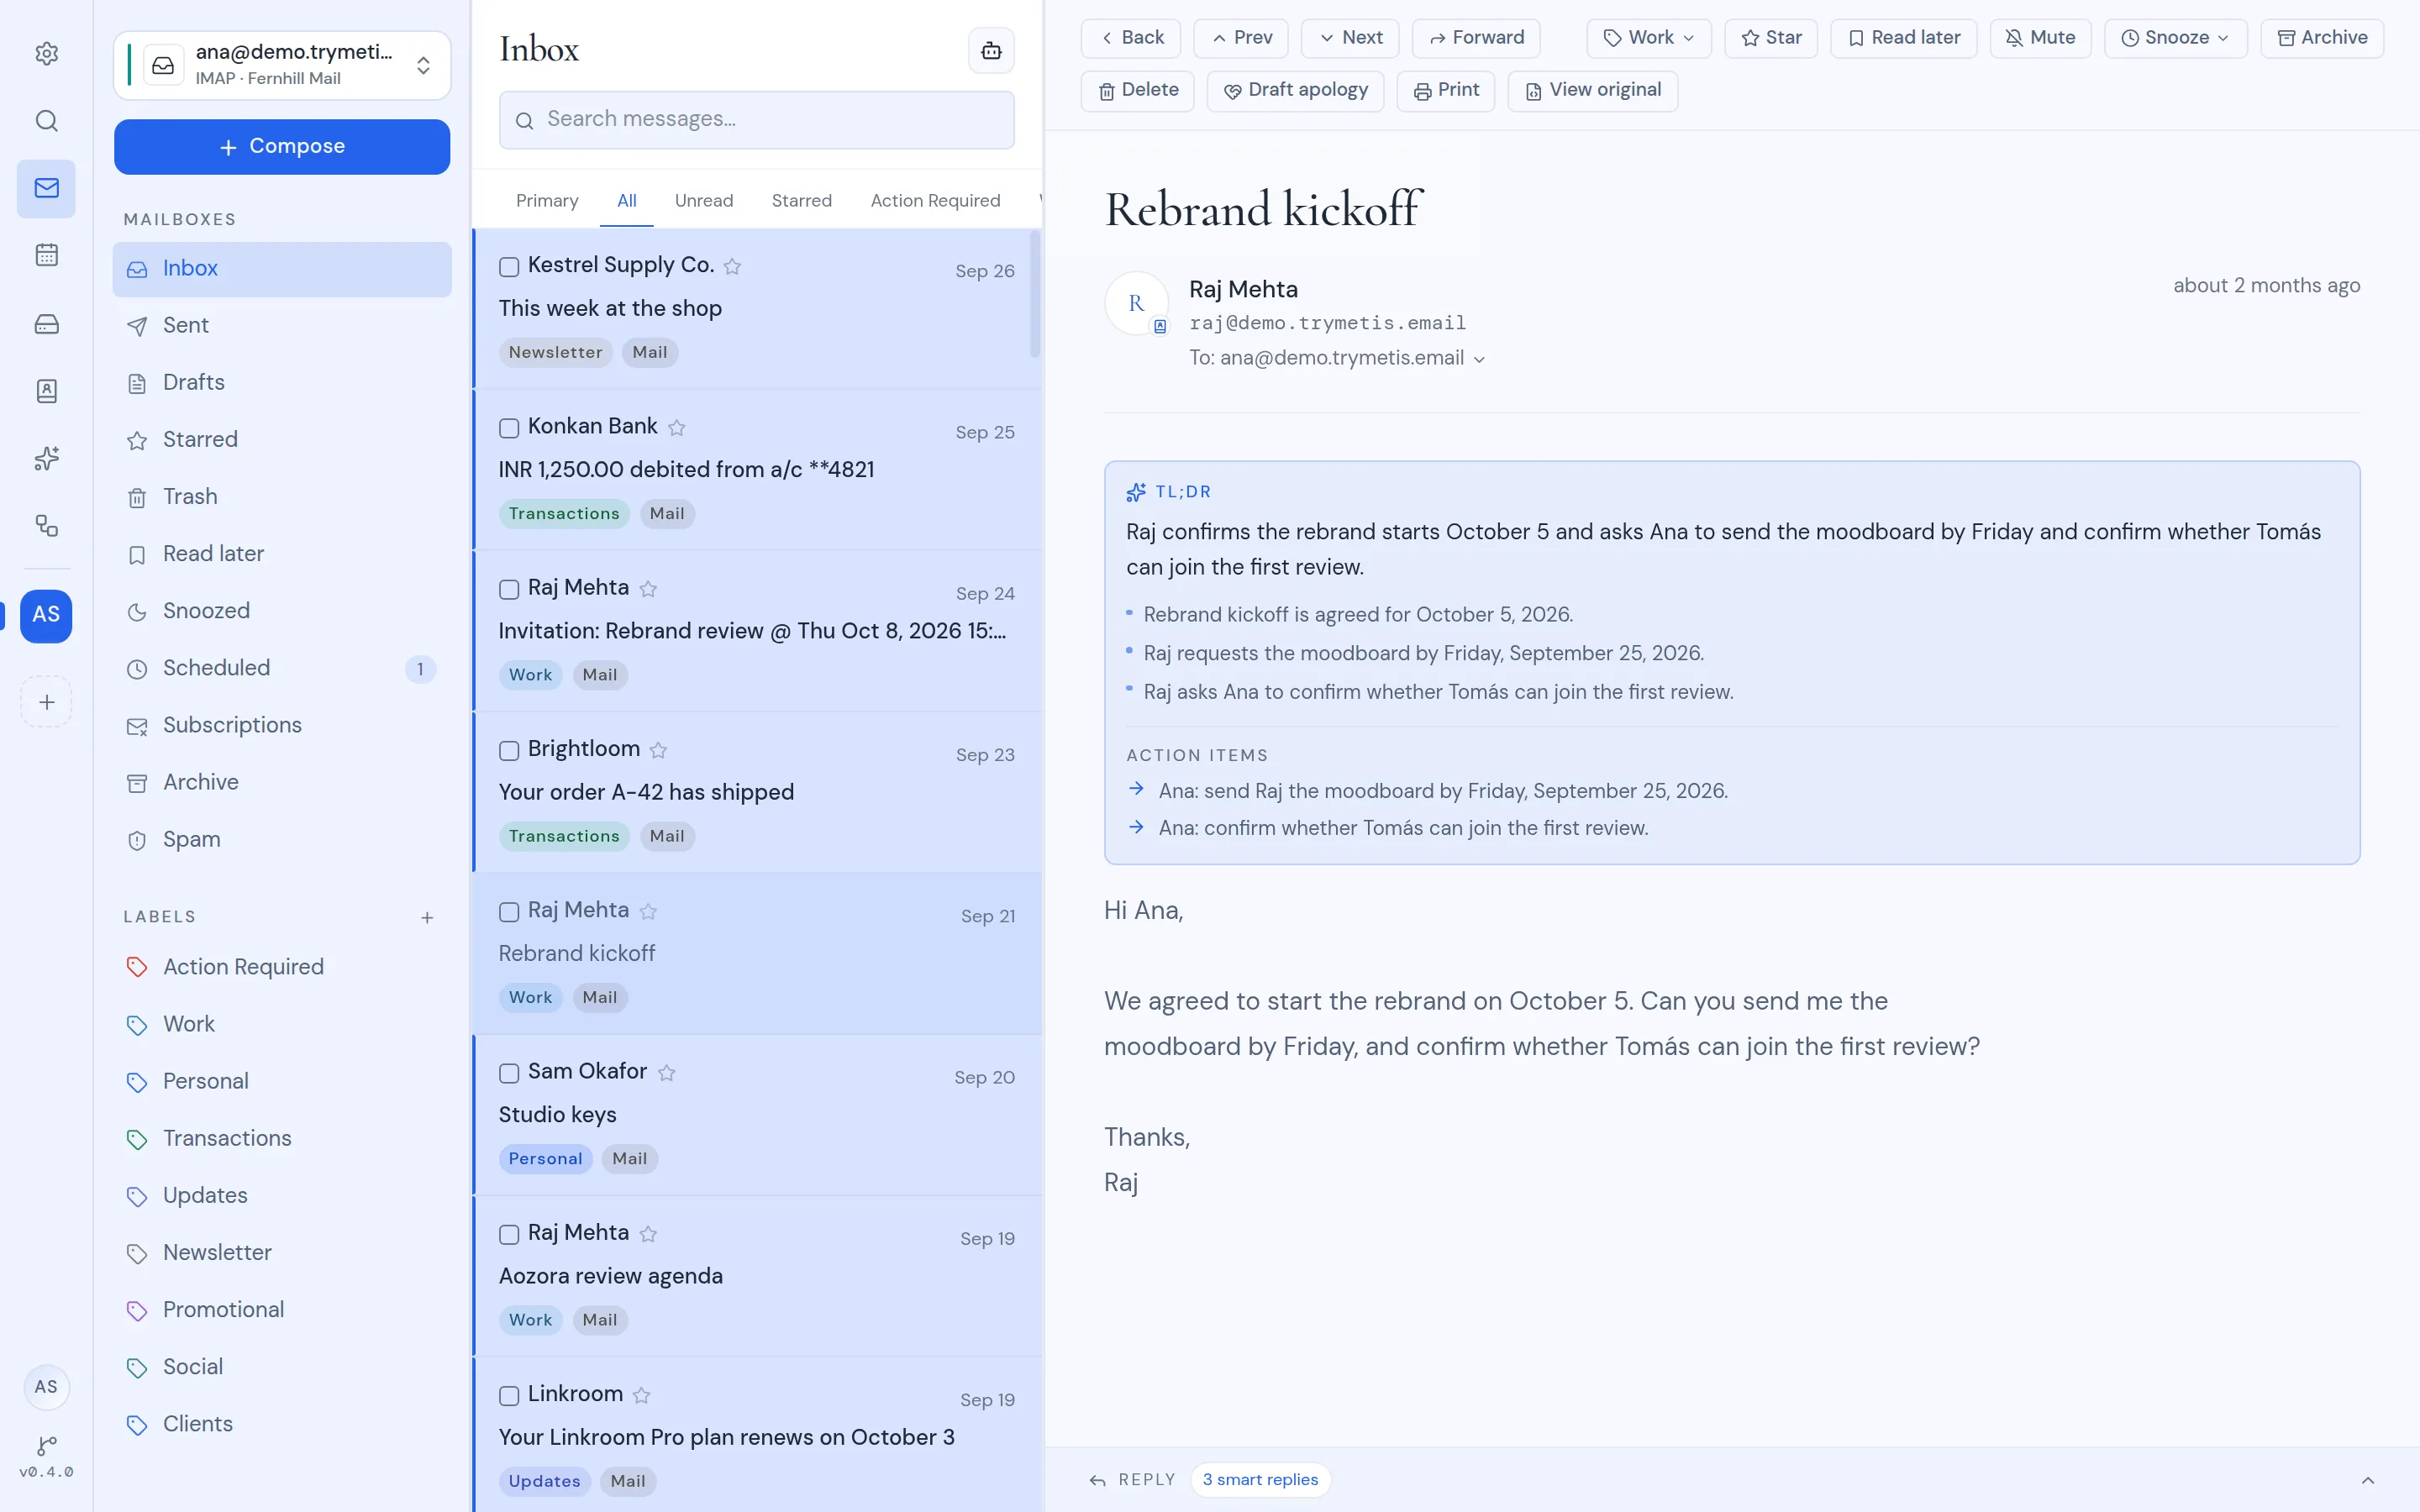 ana@demo.trymeti...
IMAP · Fernhill Mail
Compose
MAILBOXES
Inbox
Sent
Drafts
Starred
Trash
Read later
Snoozed
Scheduled 1
Subscriptions
Archive
Spam
LABELS
Action Required
Work
Personal
Transactions
Updates
Newsletter
Promotional
Social
Clients
AS
AS
v0.4.0
Inbox
Search messages...
Primary All Unread Starred Action Required
Kestrel Supply Co. Sep 26
This week at the shop
Newsletter Mail
Konkan Bank Sep 25
INR 1,250.00 debited from a/c **4821
Transactions Mail
Raj Mehta Sep 24
Invitation: Rebrand review @ Thu Oct 8, 2026 15:...
Work Mail
Brightloom Sep 23
Your order A-42 has shipped
Transactions Mail
Raj Mehta Sep 21
Rebrand kickoff
Work Mail
Sam Okafor Sep 20
Studio keys
Personal Mail
Raj Mehta Sep 19
Aozora review agenda
Work Mail
Linkroom Sep 19
Your Linkroom Pro plan renews on October 3
Updates Mail
Back Prev Next Forward Work Star Read later Mute Snooze Archive
Delete Draft apology Print View original
Rebrand kickoff
R
Raj Mehta about 2 months ago
raj@demo.trymetis.email
To: ana@demo.trymetis.email
TL;DR
Raj confirms the rebrand starts October 5 and asks Ana to send the moodboard by Friday and confirm whether Tomás
can join the first review.
Rebrand kickoff is agreed for October 5, 2026.
Raj requests the moodboard by Friday, September 25, 2026.
Raj asks Ana to confirm whether Tomás can join the first review.
ACTION ITEMS
Ana: send Raj the moodboard by Friday, September 25, 2026.
Ana: confirm whether Tomás can join the first review.
Hi Ana,
We agreed to start the rebrand on October 5. Can you send me the
moodboard by Friday, and confirm whether Tomás can join the first review?
Thanks,
Raj
REPLY 3 smart replies